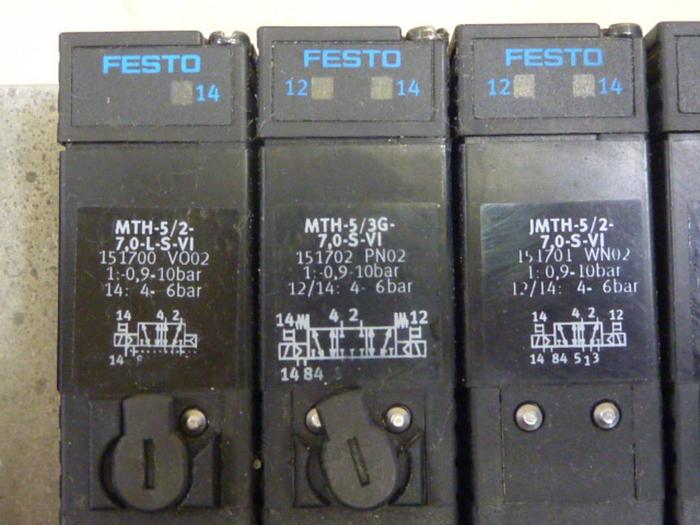 FESTO
14
MTH-5/2-
7,0-L-S-VI
151700 VO02
1:-0,9-10bar
14: 4- 6bar
14 4 2
14
FESTO
12 14
MTH-5/3G-
7,0-S-VI
151702 PN02
1:-0,9-10bar
12/14: 4- 6bar
14 4 2 12
14 84
FESTO
12 14
JMTH-5/2-
7,0-S-VI
151701 WN02
1: 0,9-10bar
12/14: 4- 6bar
14 4 2 12
14 84 5 1 3